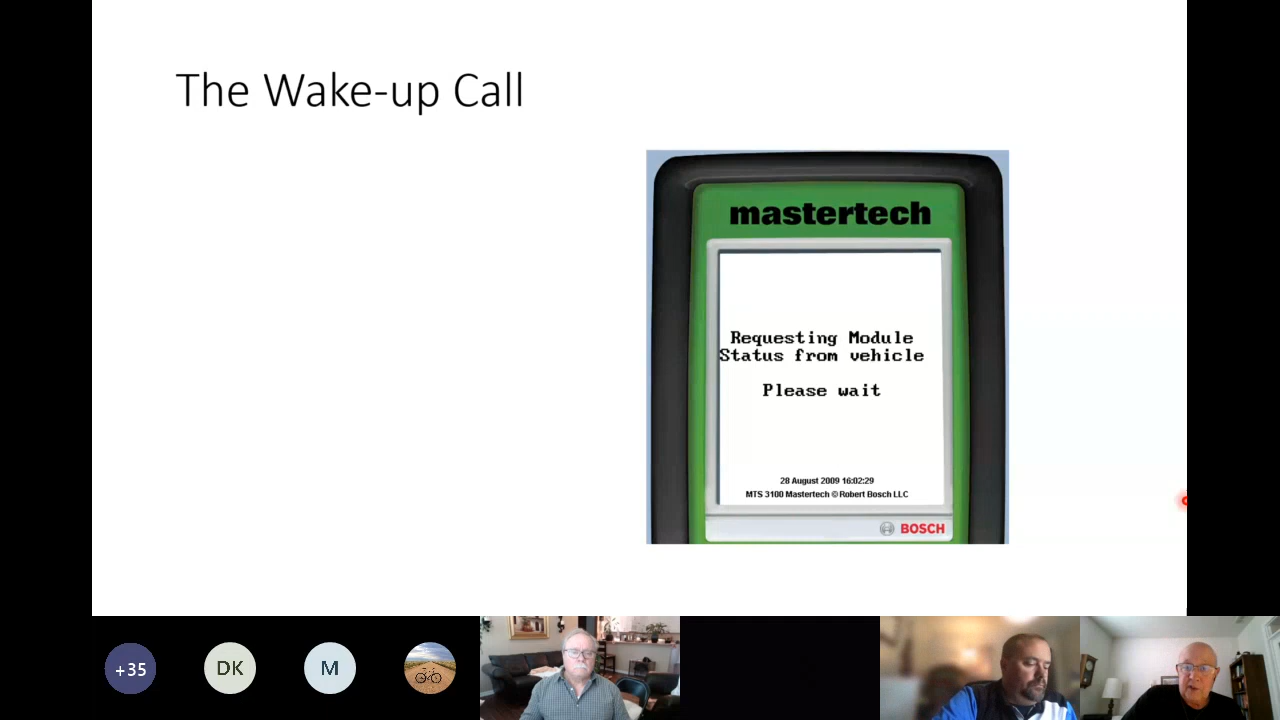 The Wake-up Call
mastertech
Requesting Module
Status from vehicle
Please wait
28 August 2009 16:02:29
MTS 3100 Mastertech © Robert Bosch LLC
BOSCH
+35
DK
M